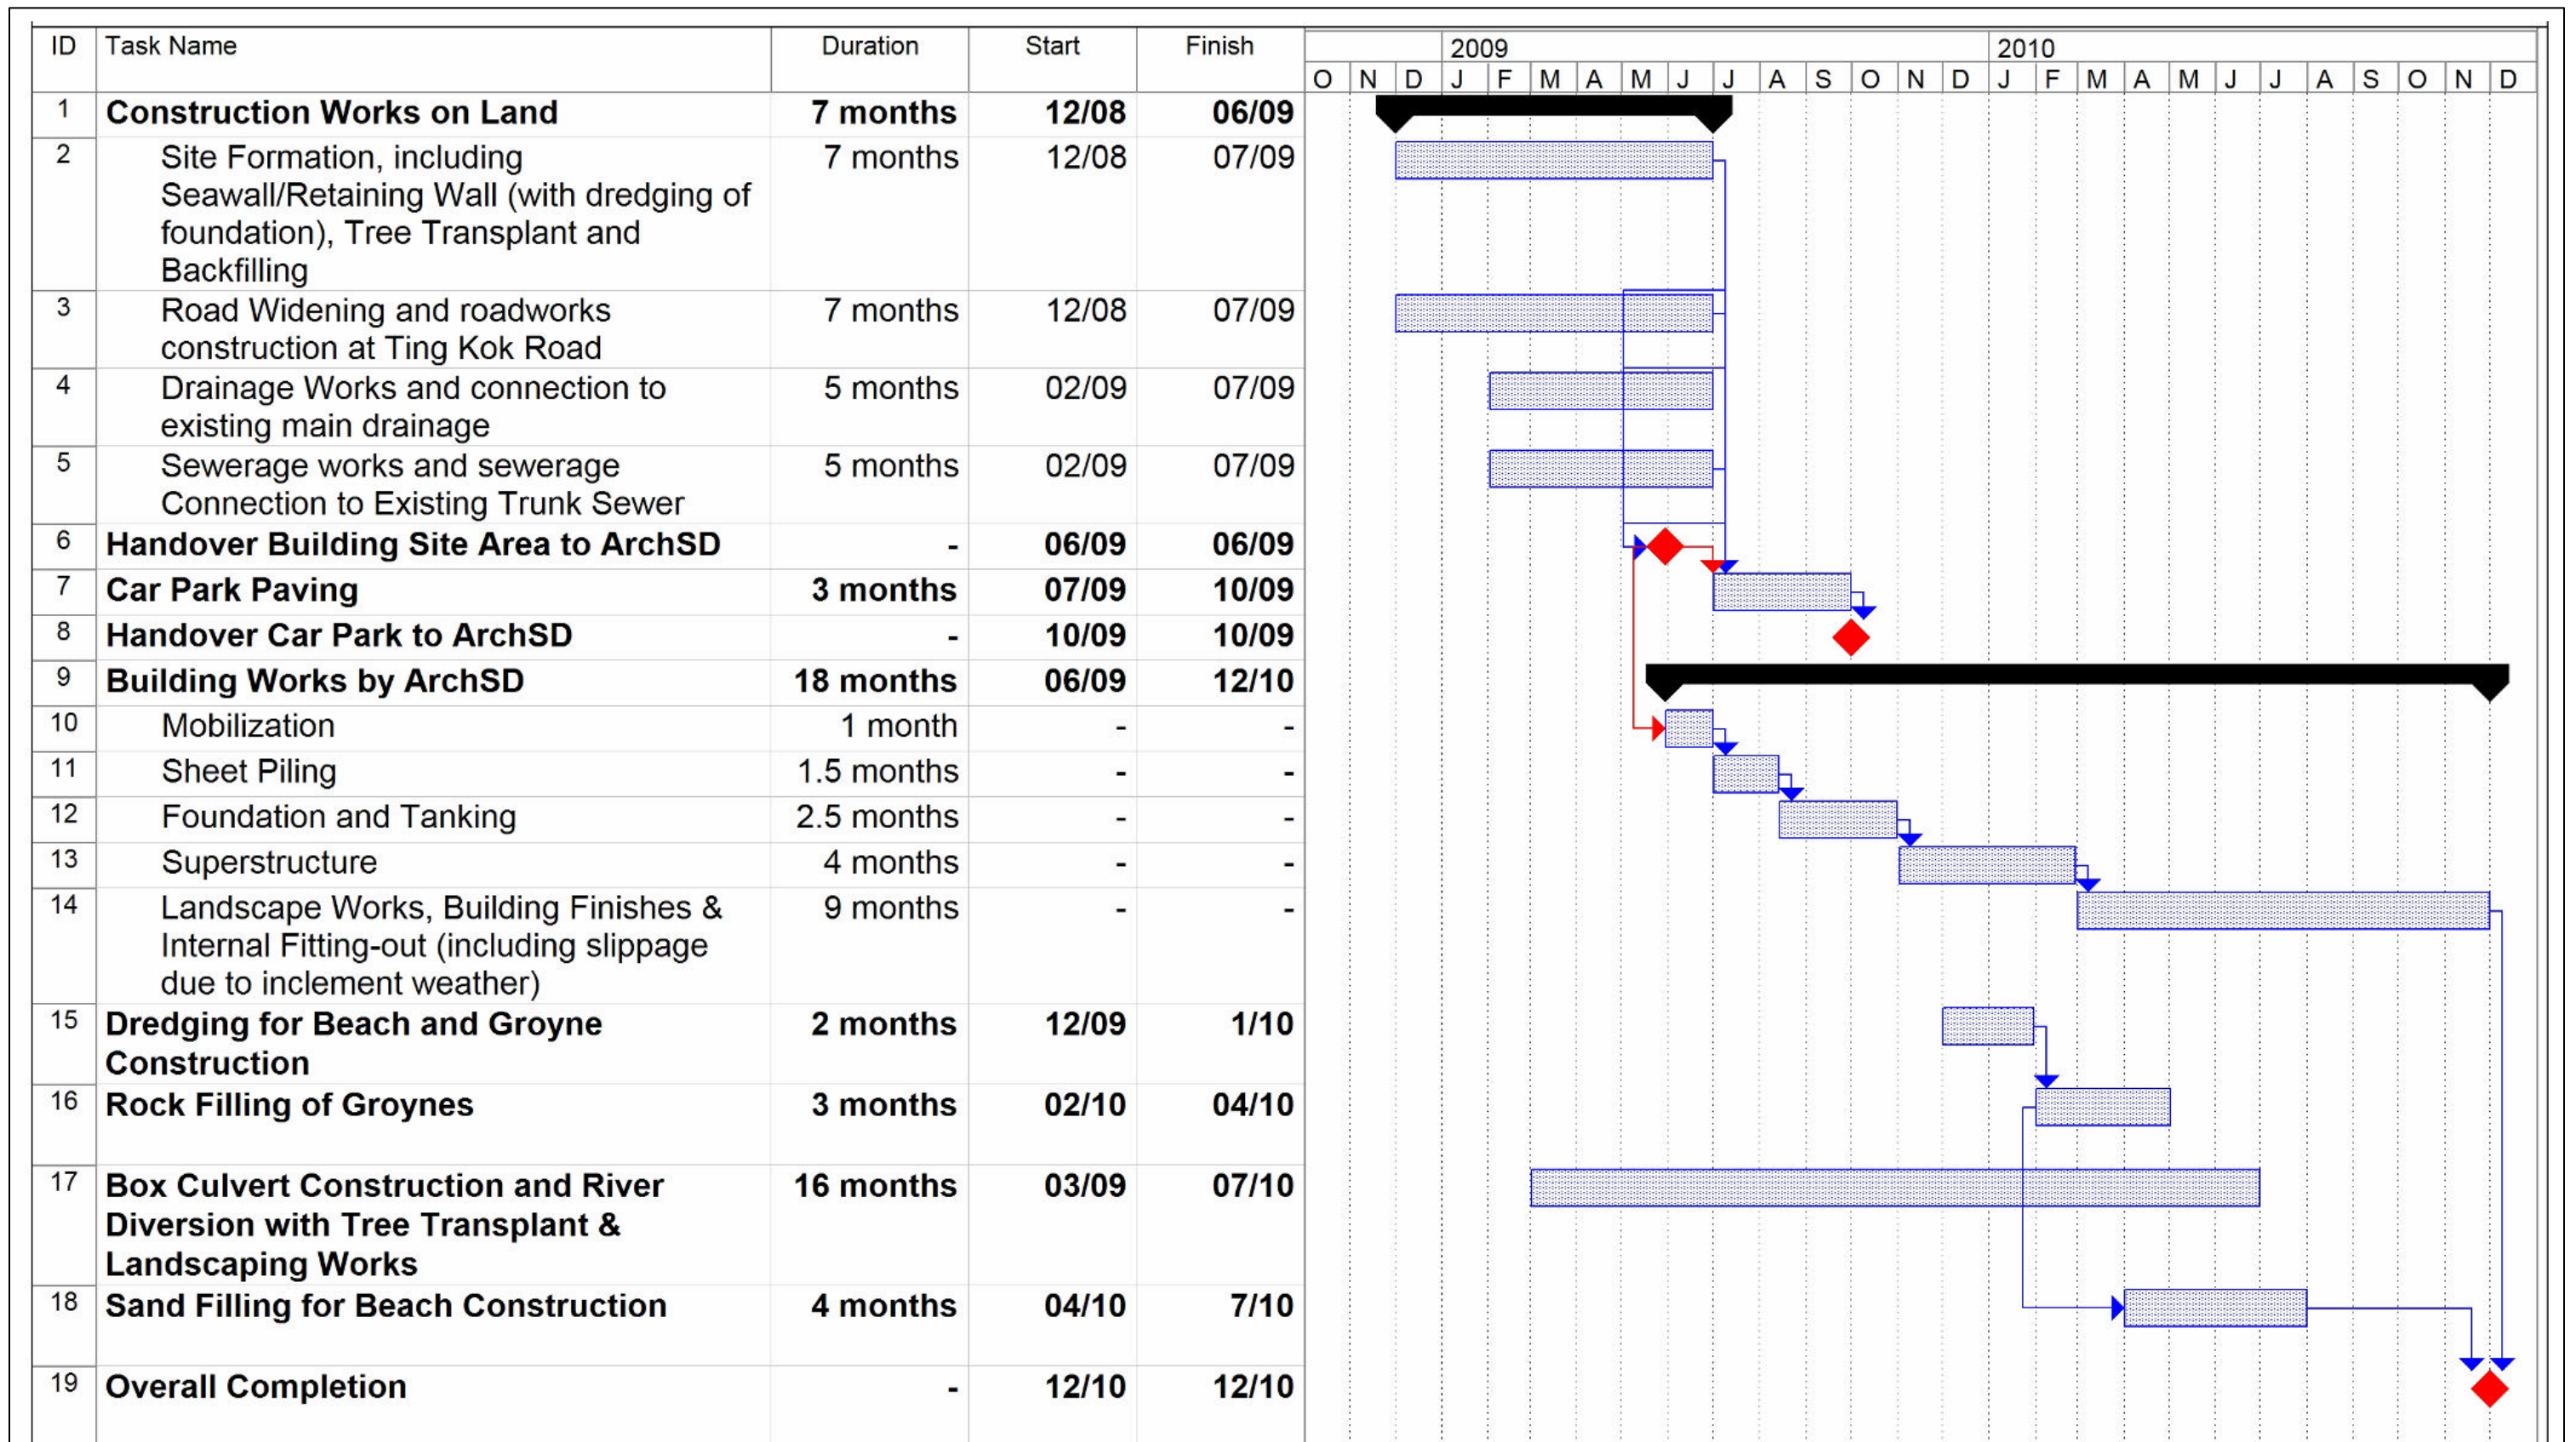 ID Task Name Duration Start Finish 2009 2010
O N D J F M A M J J A S O N D J F M A M J J A S O N D
1 Construction Works on Land 7 months 12/08 06/09
2 Site Formation, including 7 months 12/08 07/09
Seawall/Retaining Wall (with dredging of
foundation), Tree Transplant and
Backfilling
3 Road Widening and roadworks 7 months 12/08 07/09
construction at Ting Kok Road
4 Drainage Works and connection to 5 months 02/09 07/09
existing main drainage
5 Sewerage works and sewerage 5 months 02/09 07/09
Connection to Existing Trunk Sewer
6 Handover Building Site Area to ArchSD - 06/09 06/09
7 Car Park Paving 3 months 07/09 10/09
8 Handover Car Park to ArchSD - 10/09 10/09
9 Building Works by ArchSD 18 months 06/09 12/10
10 Mobilization 1 month - -
11 Sheet Piling 1.5 months - -
12 Foundation and Tanking 2.5 months - -
13 Superstructure 4 months - -
14 Landscape Works, Building Finishes & 9 months - -
Internal Fitting-out (including slippage
due to inclement weather)
15 Dredging for Beach and Groyne 2 months 12/09 1/10
Construction
16 Rock Filling of Groynes 3 months 02/10 04/10
17 Box Culvert Construction and River 16 months 03/09 07/10
Diversion with Tree Transplant &
Landscaping Works
18 Sand Filling for Beach Construction 4 months 04/10 7/10
19 Overall Completion - 12/10 12/10